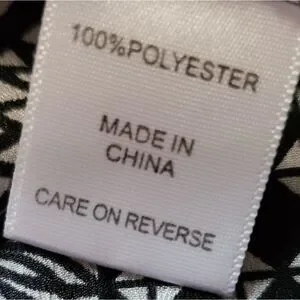 100%POLYESTER
MADE IN
CHINA
CARE ON REVERSE